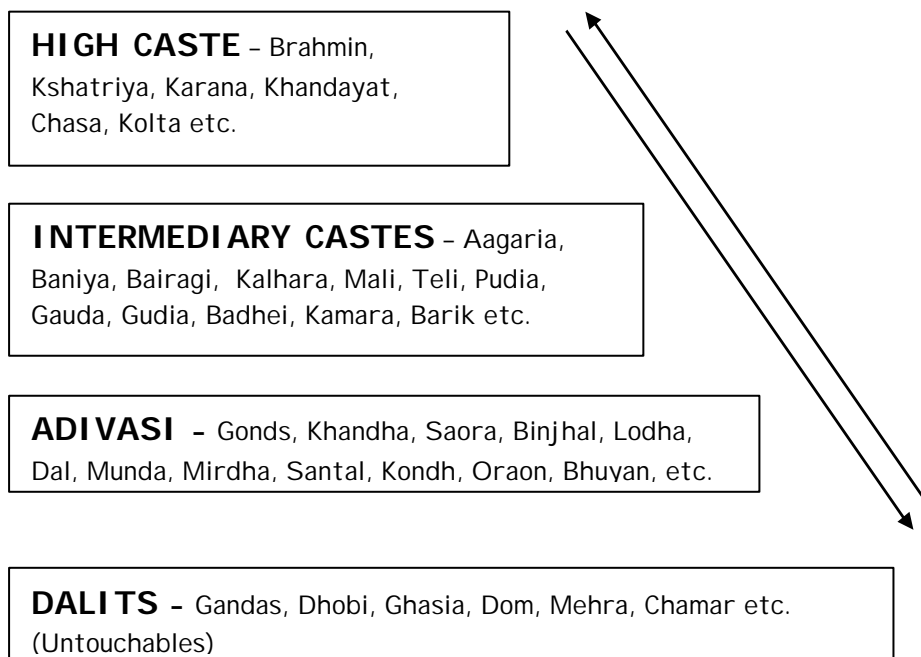 HIGH CASTE – Brahmin,
Kshatriya, Karana, Khandayat,
Chasa, Kolta etc.
INTERMEDIARY CASTES – Aagaria,
Baniya, Bairagi, Kalhara, Mali, Teli, Pudia,
Gauda, Gudia, Badhei, Kamara, Barik etc.
ADIVASI – Gonds, Khandha, Saora, Binjhal, Lodha,
Dal, Munda, Mirdha, Santal, Kondh, Oraon, Bhuyan, etc.
DALITS – Gandas, Dhobi, Ghasia, Dom, Mehra, Chamar etc.
(Untouchables)